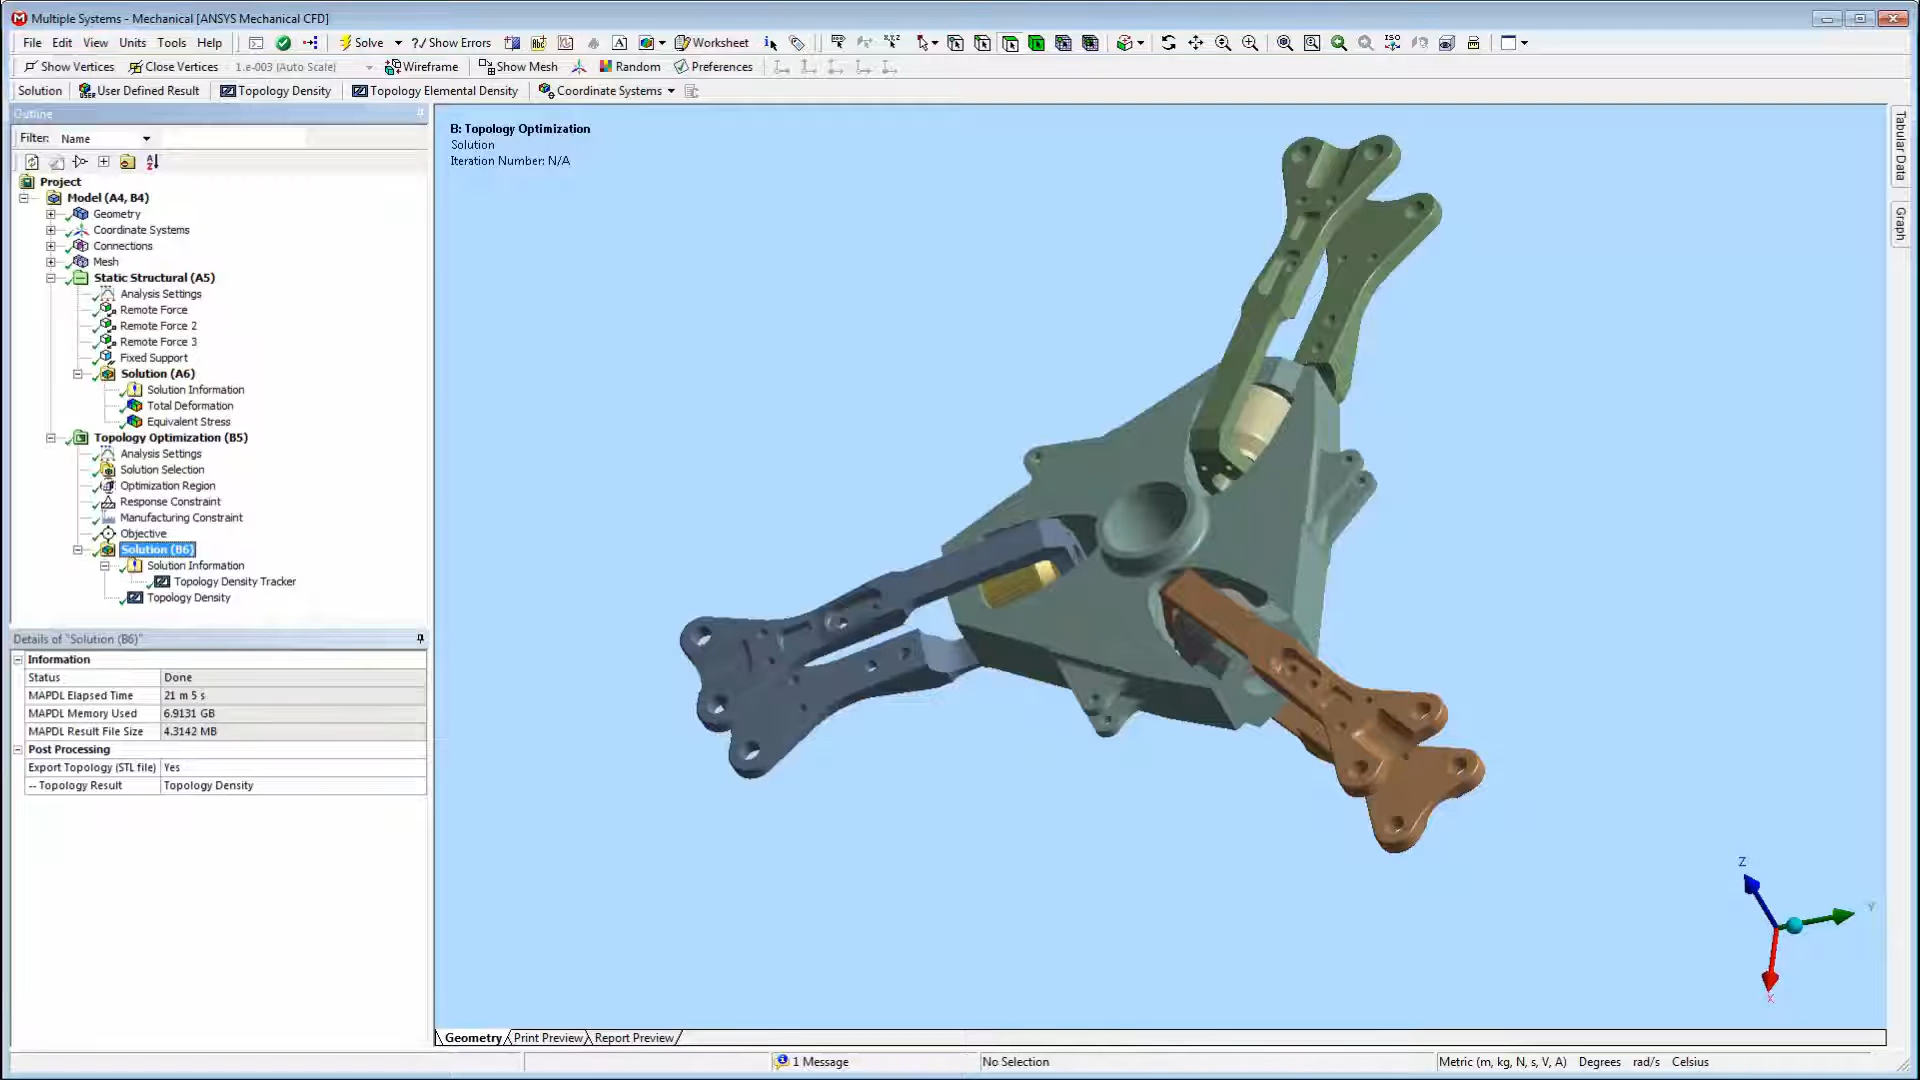 Multiple Systems - Mechanical [ANSYS Mechanical CFD]
File Edit View Units Tools Help Solve ?/ Show Errors Worksheet
Show Vertices Close Vertices 1.e-003 (Auto Scale) Wireframe Show Mesh Random Preferences
Solution User Defined Result Topology Density Topology Elemental Density Coordinate Systems
Outline
Filter: Name
Project
Model (A4, B4)
Geometry
Coordinate Systems
Connections
Mesh
Static Structural (A5)
Analysis Settings
Remote Force
Remote Force 2
Remote Force 3
Fixed Support
Solution (A6)
Solution Information
Total Deformation
Equivalent Stress
Topology Optimization (B5)
Analysis Settings
Solution Selection
Optimization Region
Response Constraint
Manufacturing Constraint
Objective
Solution (B6)
Solution Information
Topology Density Tracker
Topology Density
Details of "Solution (B6)"
Information
Status Done
MAPDL Elapsed Time 21 m 5 s
MAPDL Memory Used 6.9131 GB
MAPDL Result File Size 4.3142 MB
Post Processing
Export Topology (STL file) Yes
-- Topology Result Topology Density
B: Topology Optimization
Solution
Iteration Number: N/A
Z
Y
X
Tabular Data
Graph
Geometry Print Preview Report Preview
1 Message No Selection Metric (m, kg, N, s, V, A) Degrees rad/s Celsius